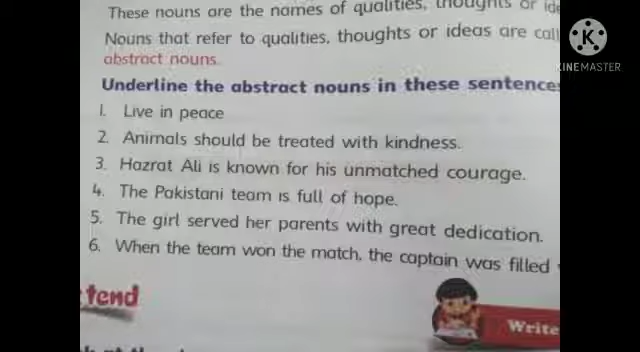 These nouns are the names of qualities, thoughts or
Nouns that refer to qualities, thoughts or ideas are
abstract nouns.
Underline the abstract nouns in these
1. Live in peace
2. Animals should be treated with kindness.
3. Hazrat Ali is known for his unmatched courage.
4. The Pakistani team is full of hope.
5. The girl served her parents with great dedication.
6. When the team won the match, the captain was filled
tend
Write
KINEMASTER